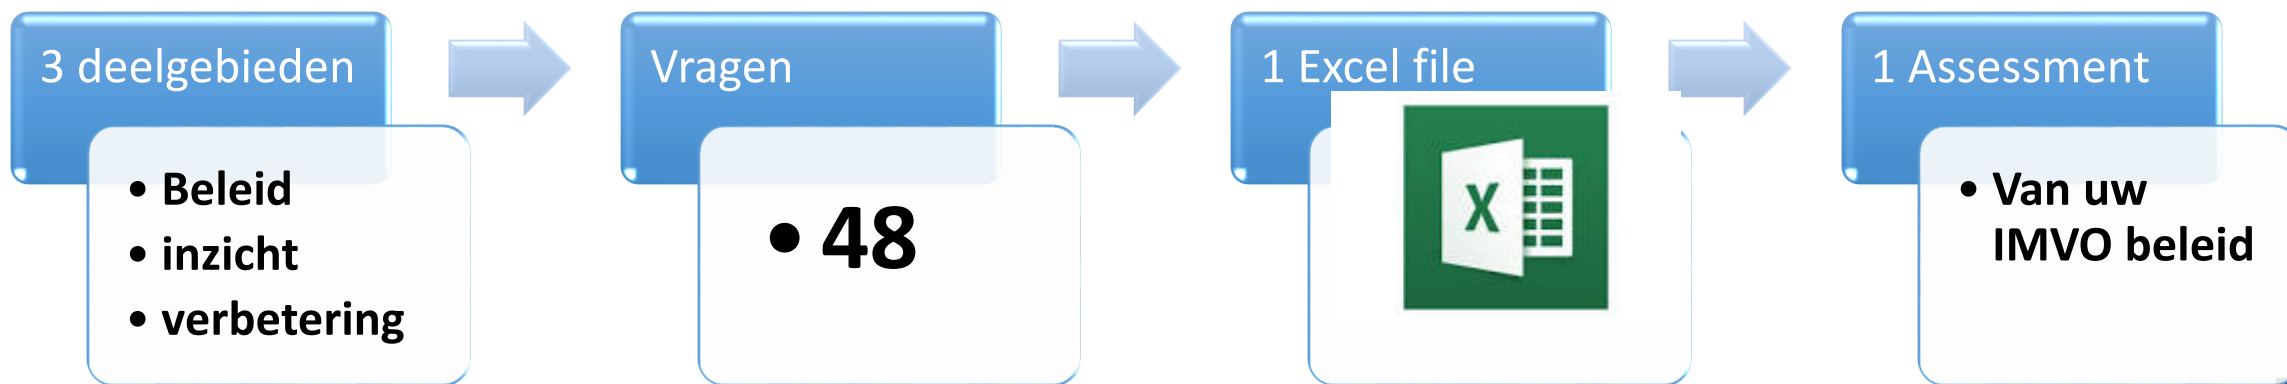 3 deelgebieden
• Beleid
• inzicht
• verbetering
Vragen
• 48
1 Excel file
X
1 Assessment
• Van uw
IMVO beleid